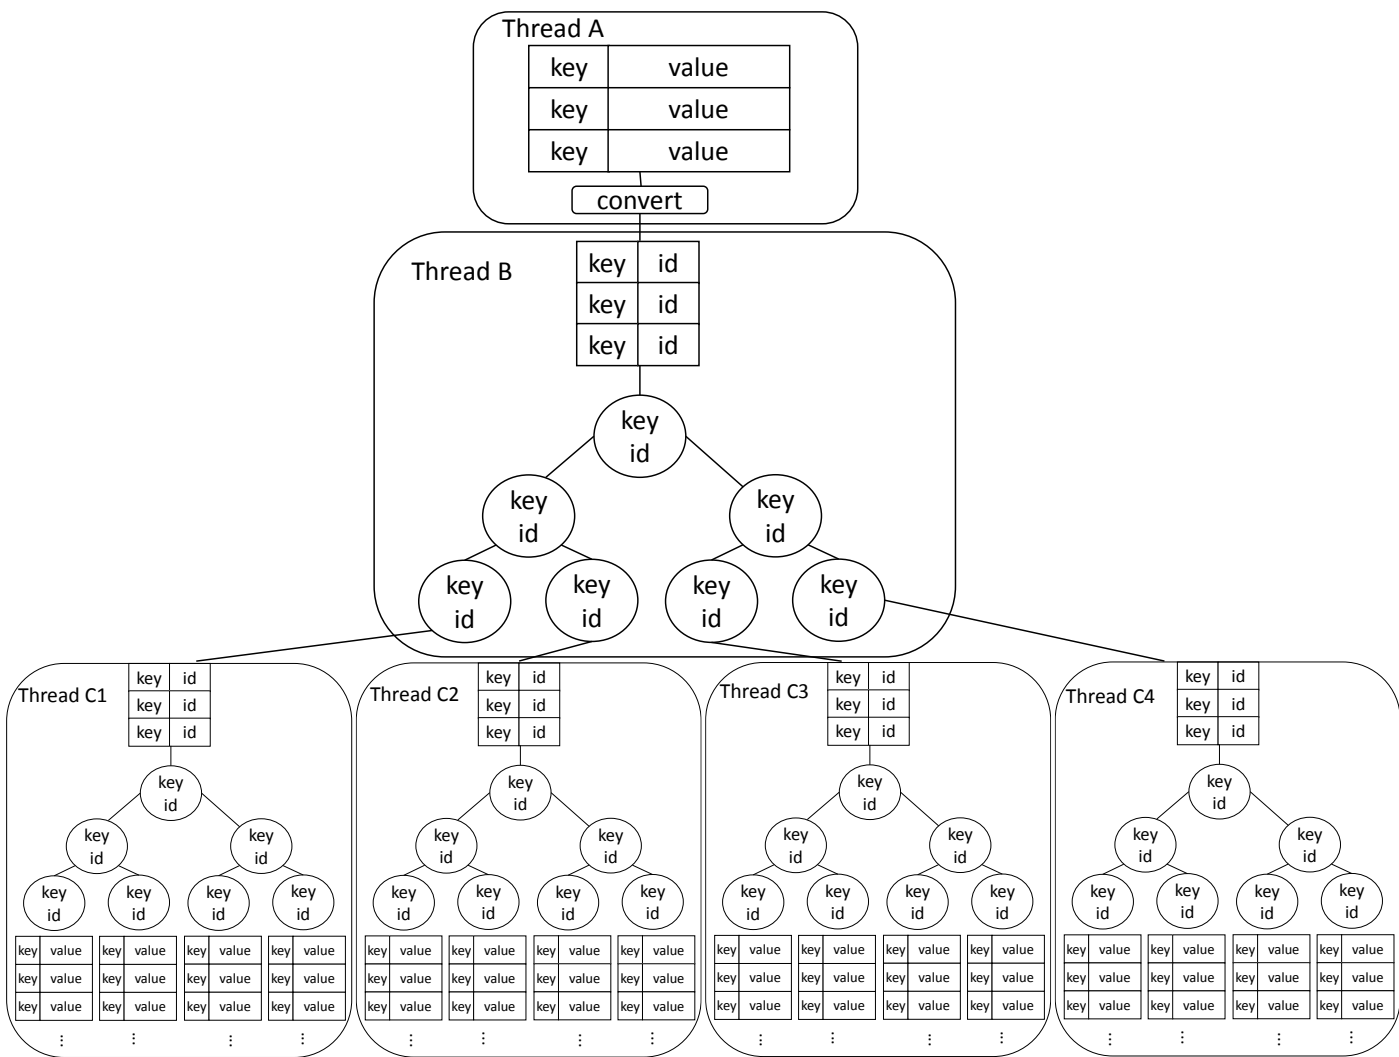 Thread A
key value
key value
key value
convert
Thread B
key id
key id
key id
key
id
key
id
key
id
key
id
key
id
key
id
key
id
Thread C1
key id
key id
key id
key
id
key
id
key
id
key
id
key
id
key
id
key
id
key value key value key value key value
key value key value key value key value
key value key value key value key value
... ... ... ...
Thread C2
key id
key id
key id
key
id
key
id
key
id
key
id
key
id
key
id
key
id
key value key value key value key value
key value key value key value key value
key value key value key value key value
... ... ... ...
Thread C3
key id
key id
key id
key
id
key
id
key
id
key
id
key
id
key
id
key
id
key value key value key value key value
key value key value key value key value
key value key value key value key value
... ... ... ...
Thread C4
key id
key id
key id
key
id
key
id
key
id
key
id
key
id
key
id
key
id
key value key value key value key value
key value key value key value key value
key value key value key value key value
... ... ... ...